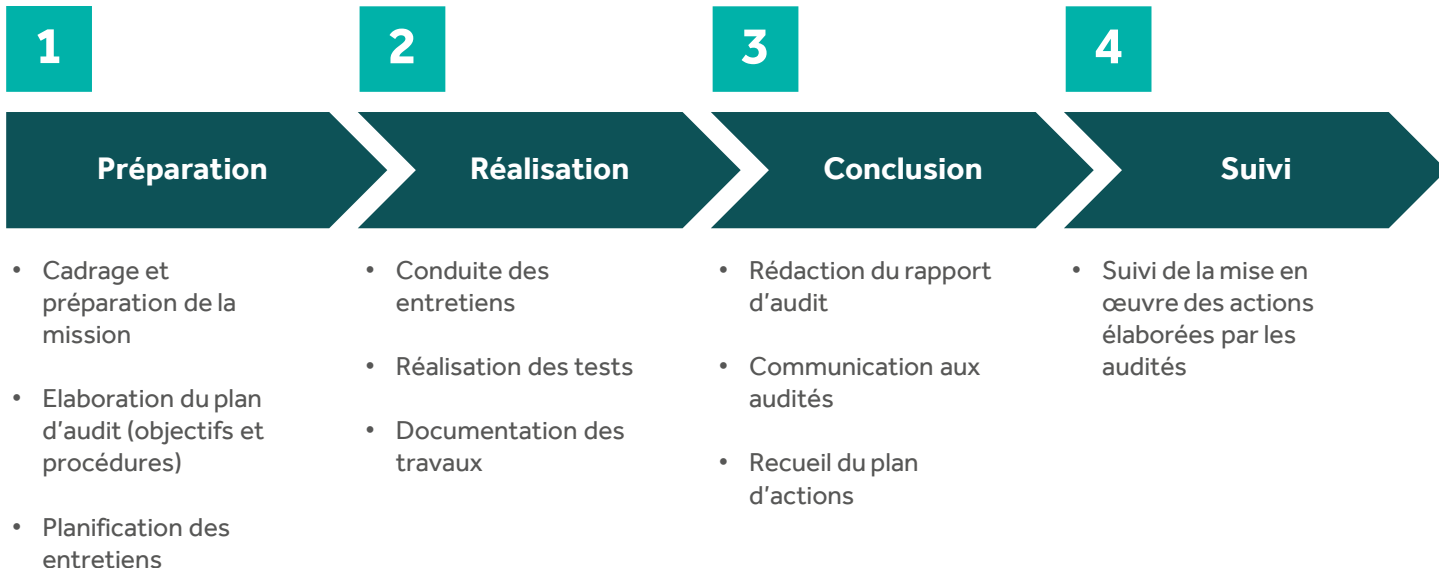 1
Préparation
• Cadrage et
préparation de la
mission
• Elaboration du plan
d’audit (objectifs et
procédures)
• Planification des
entretiens
2
Réalisation
• Conduite des
entretiens
• Réalisation des tests
• Documentation des
travaux
3
Conclusion
• Rédaction du rapport
d’audit
• Communication aux
audités
• Recueil du plan
d’actions
4
Suivi
• Suivi de la mise en
œuvre des actions
élaborées par les
audités